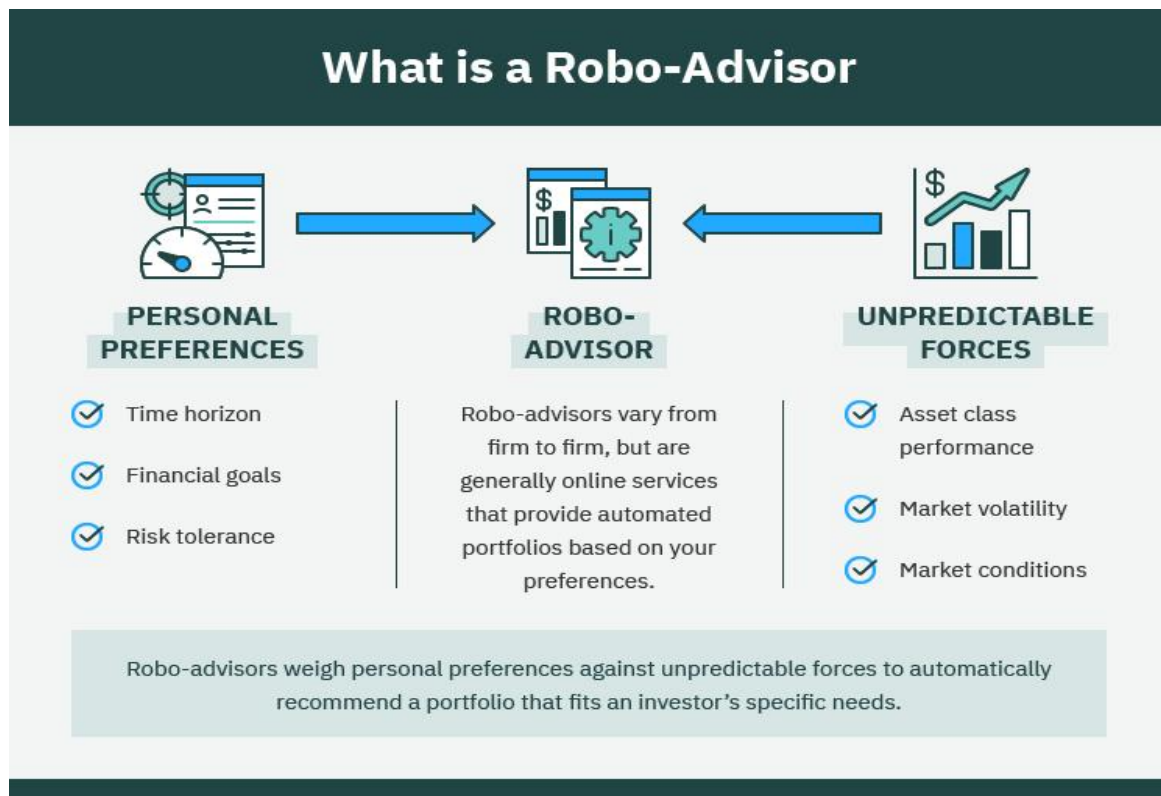 What is a Robo-Advisor
$
i
$
PERSONAL
PREFERENCES
Time horizon
Financial goals
Risk tolerance
ROBO-
ADVISOR
Robo-advisors vary from
firm to firm, but are
generally online services
that provide automated
portfolios based on your
preferences.
UNPREDICTABLE
FORCES
Asset class
performance
Market volatility
Market conditions
Robo-advisors weigh personal preferences against unpredictable forces to automatically
recommend a portfolio that fits an investor's specific needs.